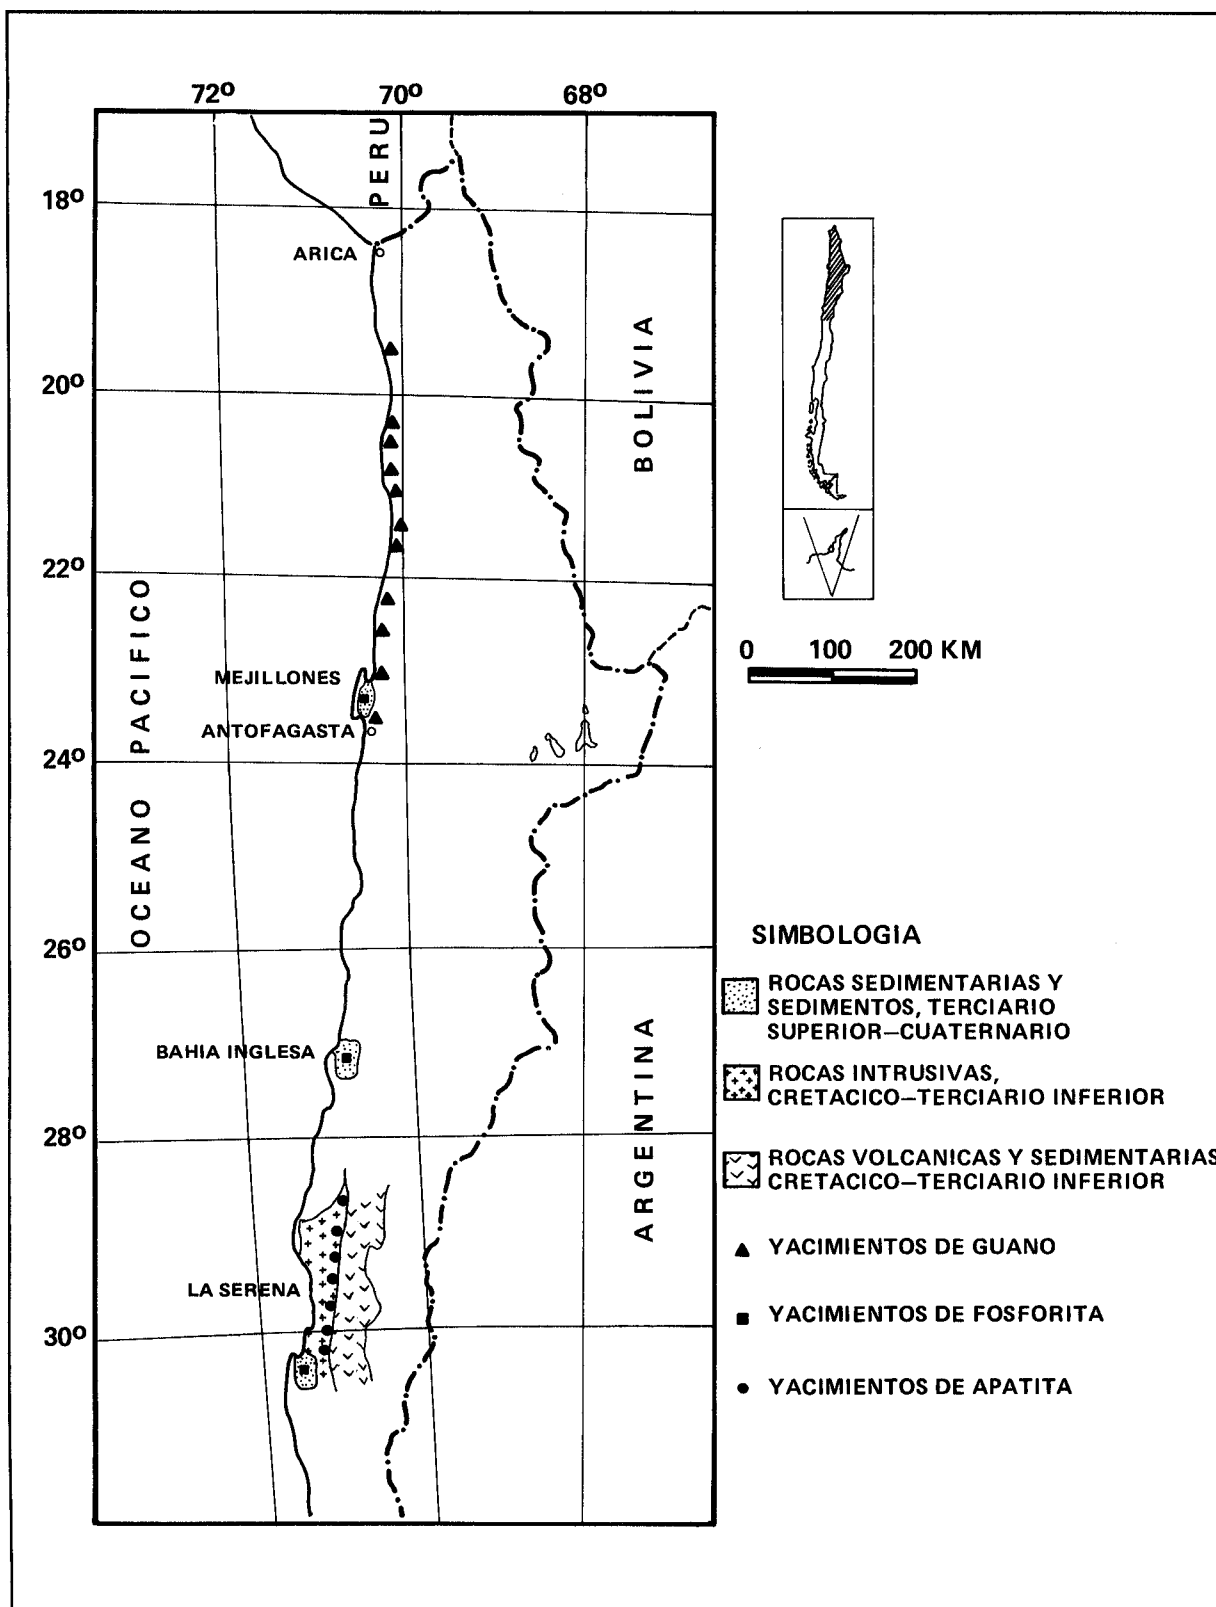 72º 70º 68º
PERU
18º
ARICA
BOLIVIA
20º
22º
OCEANO PACIFICO
MEJILLONES
ANTOFAGASTA
0 100 200 KM
24º
26º
BAHIA INGLESA
ARGENTINA
28º
LA SERENA
30º
SIMBOLOGIA
ROCAS SEDIMENTARIAS Y
SEDIMENTOS, TERCIARIO
SUPERIOR–CUATERNARIO
ROCAS INTRUSIVAS,
CRETACICO–TERCIARIO INFERIOR
ROCAS VOLCANICAS Y SEDIMENTARIAS
CRETACICO–TERCIARIO INFERIOR
YACIMIENTOS DE GUANO
YACIMIENTOS DE FOSFORITA
YACIMIENTOS DE APATITA